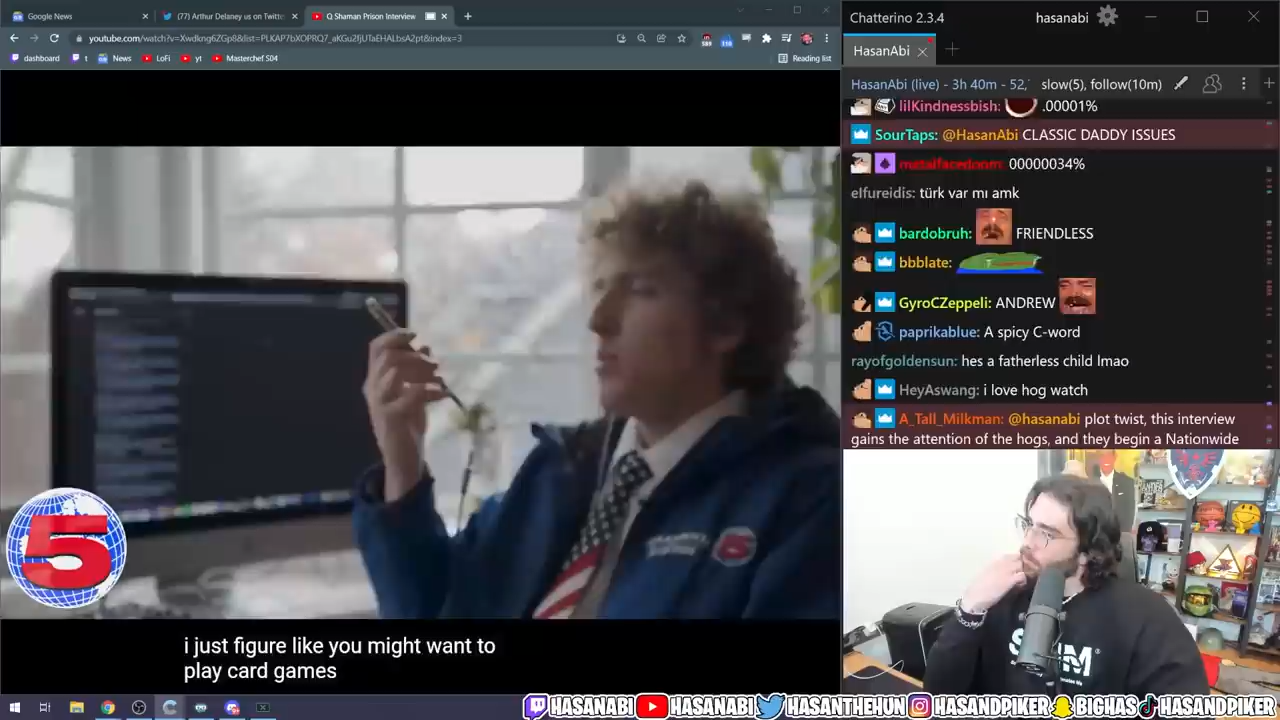 Google News
(77) Arthur Delaney us on Twitte
Q Shaman Prison Interview
youtube.com/watch?v=Xwdkng6ZGp8&list=PLKAP7bXOPRQ7_aKGu2fjUTaEHALbsA2pt&index=3
dashboard
t
News
LoFi
yt
Masterchef S04
Reading list
5
i just figure like you might want to
play card games
Chatterino 2.3.4
hasanabi
HasanAbi
HasanAbi (live) - 3h 40m - 52,
slow(5), follow(10m)
lilKindnessbish: .00001%
SourTaps: @HasanAbi CLASSIC DADDY ISSUES
metalfacedoom: 00000034%
elfureidis: türk var mı amk
bardobruh: FRIENDLESS
bbblate:
GyroCZeppeli: ANDREW
paprikablue: A spicy C-word
rayofgoldensun: hes a fatherless child lmao
HeyAswang: i love hog watch
A_Tall_Milkman: @hasanabi plot twist, this interview
gains the attention of the hogs, and they begin a Nationwide
HASANABI HASANABI HASANTHEHUN HASANDPIKER BIGHAS HASANDPIKER